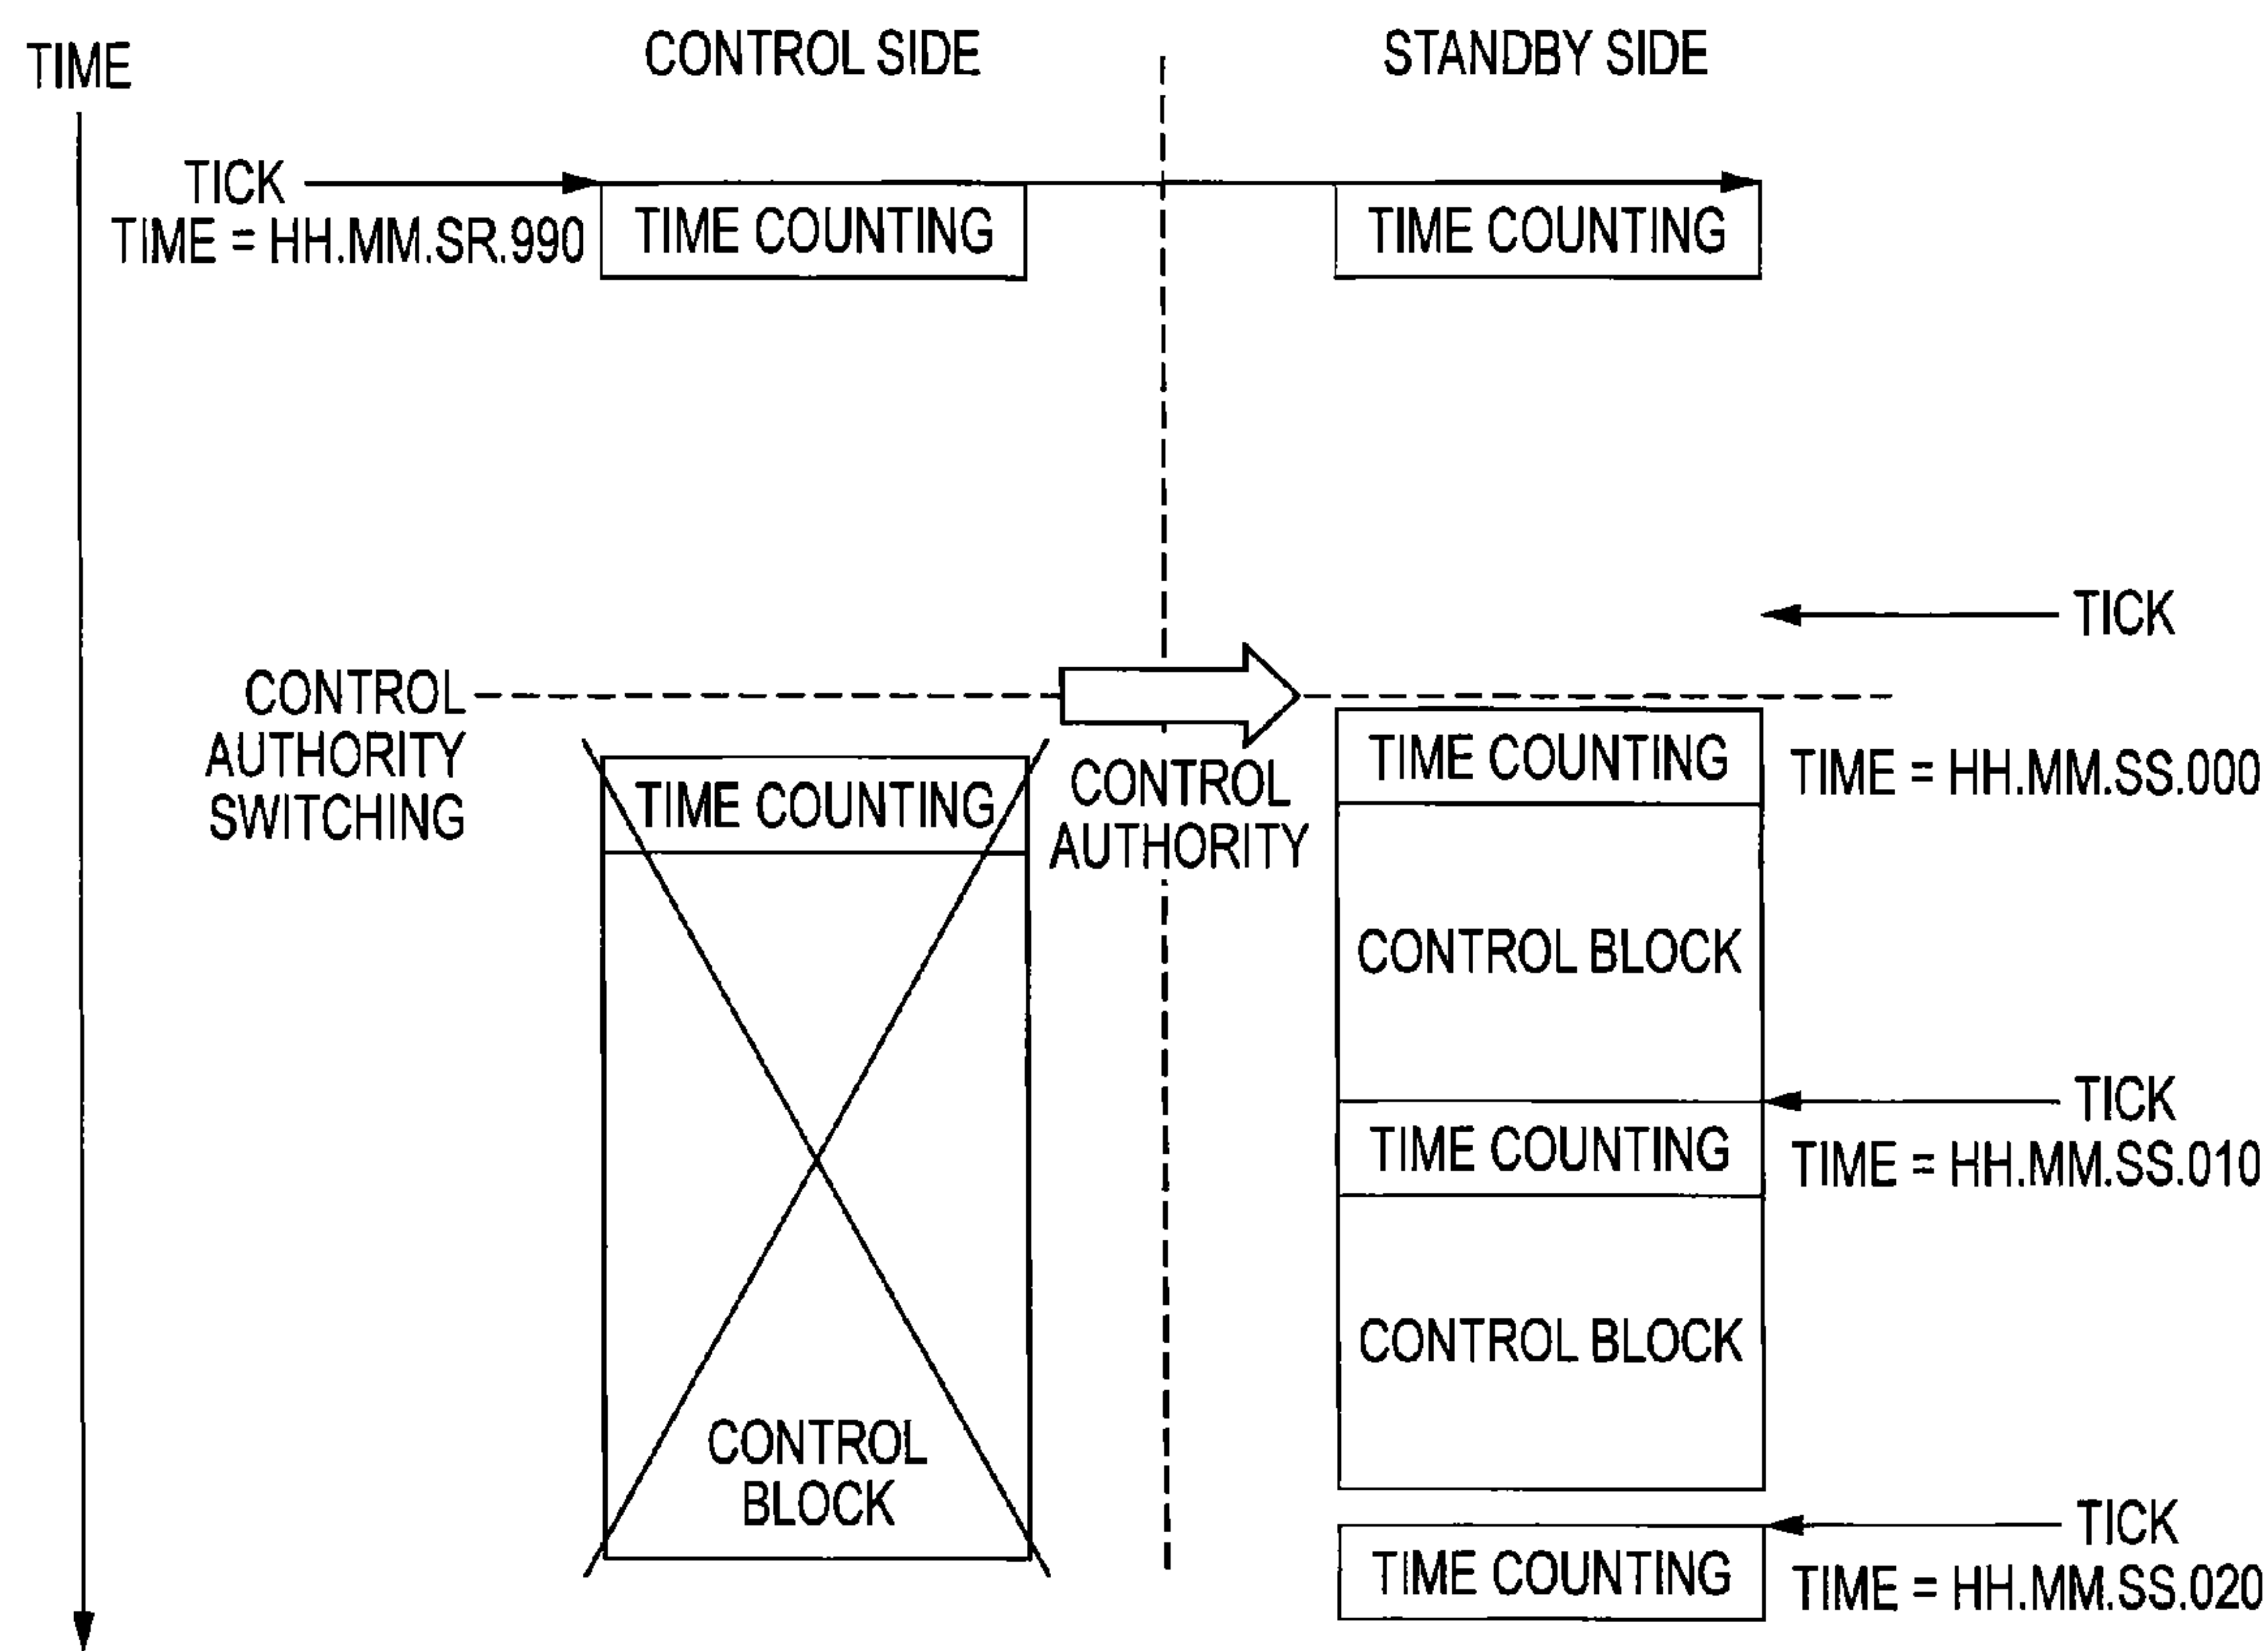 TIME
CONTROL SIDE
STANDBY SIDE
TICK
TIME = HH.MM.SR.990
TIME COUNTING
TIME COUNTING
TICK
CONTROL
AUTHORITY
SWITCHING
TIME COUNTING
CONTROL
AUTHORITY
TIME COUNTING
TIME = HH.MM.SS.000
CONTROL BLOCK
TICK
TIME COUNTING
TIME = HH.MM.SS.010
CONTROL BLOCK
CONTROL
BLOCK
TICK
TIME COUNTING
TIME = HH.MM.SS.020